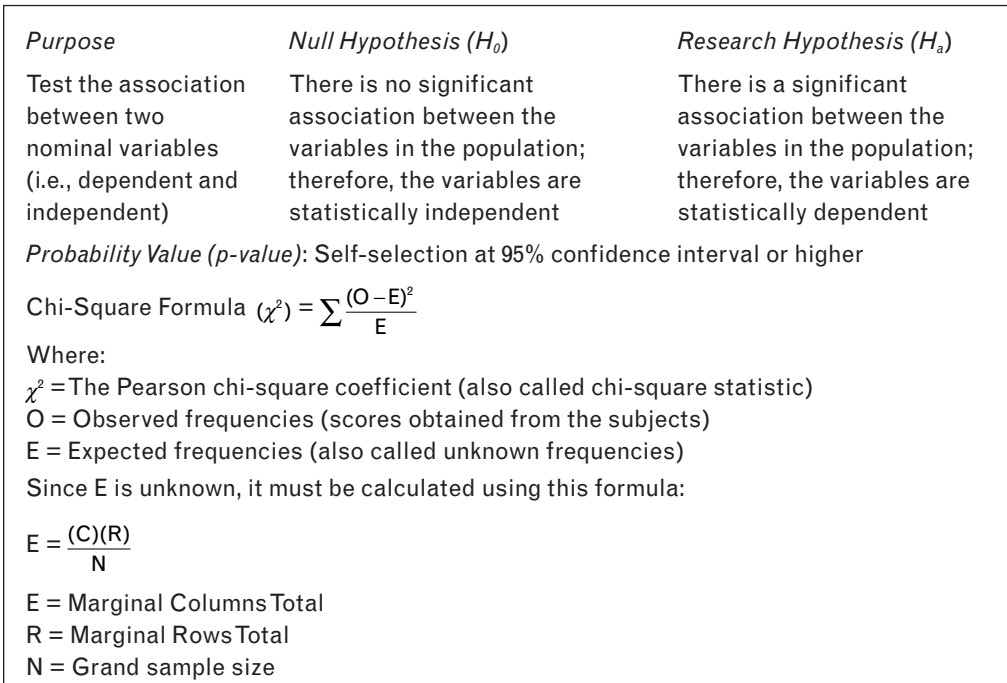 Purpose Null Hypothesis (H₀) Research Hypothesis (Hₐ)
Test the association There is no significant There is a significant
between two association between the association between the
nominal variables variables in the population; variables in the population;
(i.e., dependent and therefore, the variables are therefore, the variables are
independent) statistically independent statistically dependent
Probability Value (p-value): Self-selection at 95% confidence interval or higher
Chi-Square Formula (χ²) = ∑ (O – E)² / E
Where:
χ² = The Pearson chi-square coefficient (also called chi-square statistic)
O = Observed frequencies (scores obtained from the subjects)
E = Expected frequencies (also called unknown frequencies)
Since E is unknown, it must be calculated using this formula:
E = (C)(R) / N
E = Marginal Columns Total
R = Marginal Rows Total
N = Grand sample size